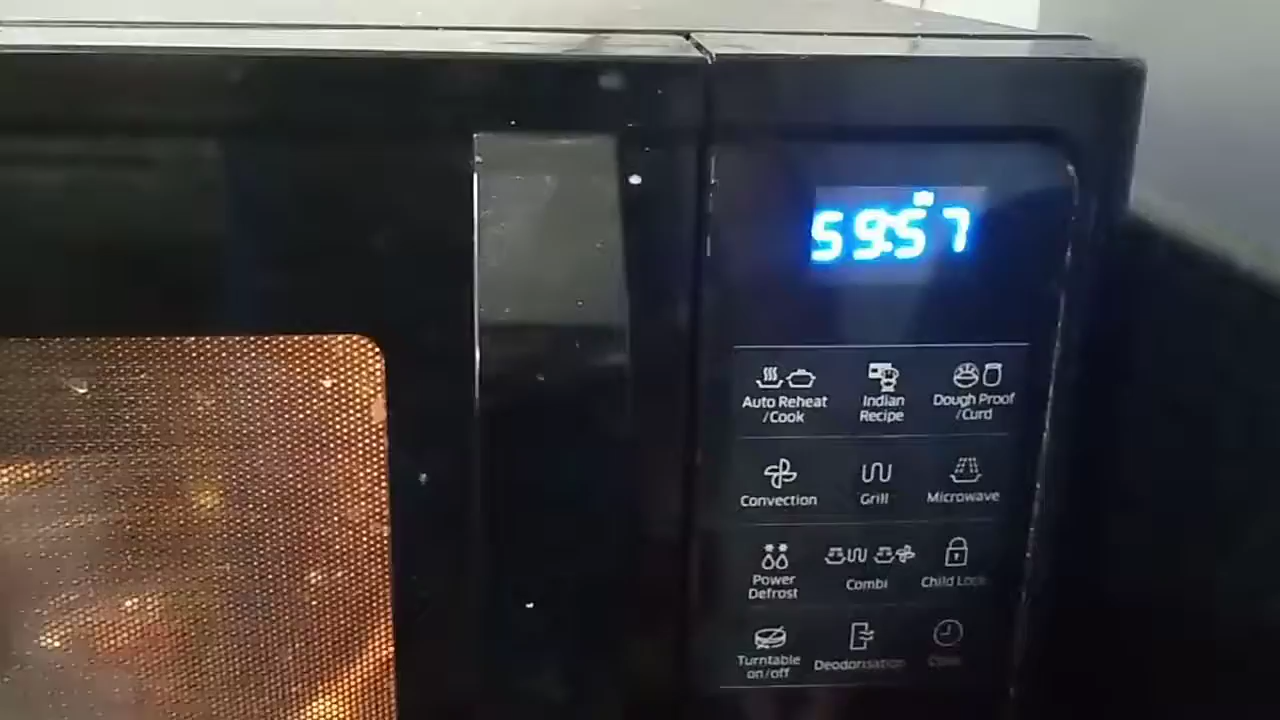 59:57
Auto Reheat
/Cook
Indian
Recipe
Dough Proof
/Curd
Convection
Grill
Microwave
Power
Defrost
Combi
Child Lock
Turntable
on/off
Deodorisation
Clock